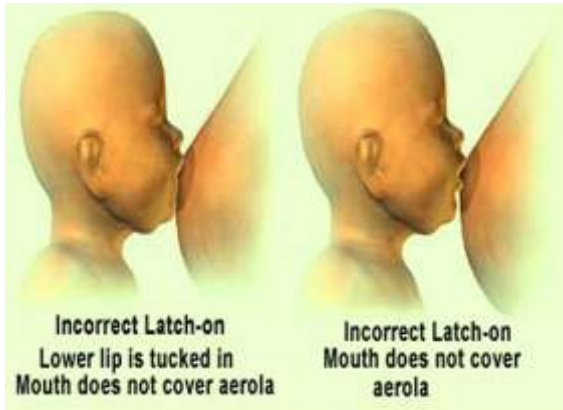 Incorrect Latch-on
Lower lip is tucked in
Mouth does not cover aerola
Incorrect Latch-on
Mouth does not cover
aerola